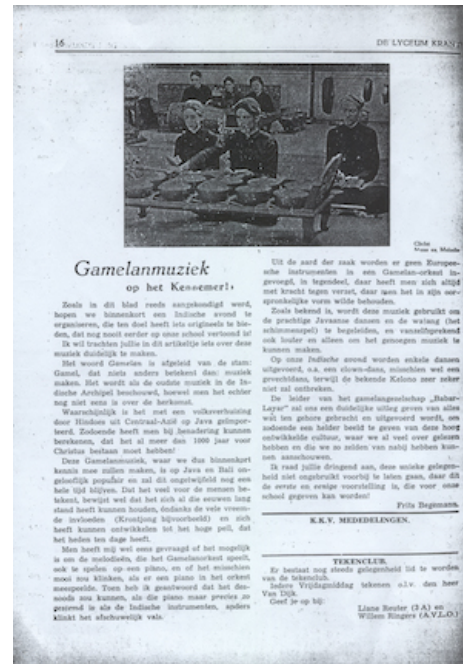 16
DE LYCEUM KRAN
Cliché
Mens en Melodie
Gamelanmuziek
op het Kennemer!
Zoals in dit blad reeds aangekondigd werd,
hopen we binnenkort een Indische avond te
organiseren, die ten doel heeft iets origineels te bie-
den, dat nog nooit eerder op onze school vertoond is!
Ik wil trachten jullie in dit artikeltje iets over deze
muziek duidelijk te maken.
Het woord Gamelan is afgeleid van de stam:
Gamel, dat niets anders betekent dan: muziek
maken. Het wordt als de oudste muziek in de In-
dische Archipel beschouwd, hoewel men het echter
nog niet eens is over de herkomst.
Waarschijnlijk is het met een volksverhuizing
door Hindoes uit Centraal-Azië op Java geïmpor-
teerd. Zodoende heeft men bij benadering kunnen
berekenen, dat het al meer dan 1000 jaar voor
Christus bestaan moet hebben!
Deze Gamelanmuziek, waar we dus binnenkort
kennis mee zullen maken, is op Java en Bali on-
gelooflijk populair en zal dit ongetwijfeld nog een
hele tijd blijven. Dat het veel voor de mensen be-
tekent, bewijst wel dat het zich al die eeuwen lang
stand heeft kunnen houden, ondanks de vele vreem-
de invloeden (Krontjong bijvoorbeeld) en zich
heeft kunnen ontwikkelen tot het hoge peil, dat
het heden ten dage heeft.
Men heeft mij wel eens gevraagd of het mogelijk
is om de melodieën, die het Gamelanorkest speelt,
ook te spelen op een piano, en of het misschien
mooi zou klinken, als er een piano in het orkest
meespeelde. Toen heb ik geantwoord dat het des-
noods zou kunnen, als die piano maar precies zo
gestemd is als de Indische instrumenten, anders
klinkt het afschuwelijk vals.
Uit de aard der zaak worden er geen Europee-
sche instrumenten in een Gamelan-orkest in-
gevoegd, in tegendeel, daar heeft men zich altijd
met kracht tegen verzet, daar men het in zijn oor-
spronkelijke vorm wilde behouden.
Zoals bekend is, wordt deze muziek gebruikt om
de prachtige Javaanse dansen en de wajang (het
schimmenspel) te begeleiden, en vanzelfsprekend
ook louter en alleen om het genoegen muziek te
kunnen maken.
Op onze Indische avond worden enkele dansen
uitgevoerd, o.a. een clown-dans, misschien wel een
gevechtdans, terwijl de bekende Kelono zeer zeker
niet zal ontbreken.
De leider van het gamelangezelschap „Babar-
Layar" zal ons een duidelijke uitleg geven van alles
wat ten gehore gebracht en uitgevoerd wordt, om
zodoende een helder beeld te geven van deze hoog
ontwikkelde cultuur, waar we al veel over gelezen
hebben en die we zo zelden van nabij hebben kun-
nen aanschouwen.
Ik raad jullie dringend aan, deze unieke gelegen-
heid niet ongebruikt voorbij te laten gaan, daar dit
de eerste en enige voorstelling is, die voor onze
school gegeven kan worden!
Frits Begemann.
K.K.V. MEDEDELINGEN.
TEKENCLUB.
Er bestaat nog steeds gelegenheid lid te worden
van de tekenclub.
Iedere Vrijdagmiddag tekenen o.l.v. den heer
Van Dijk.
Geef je op bij:
Liane Reuter (3 A) en
Willem Ringers (A.V.L.O.)